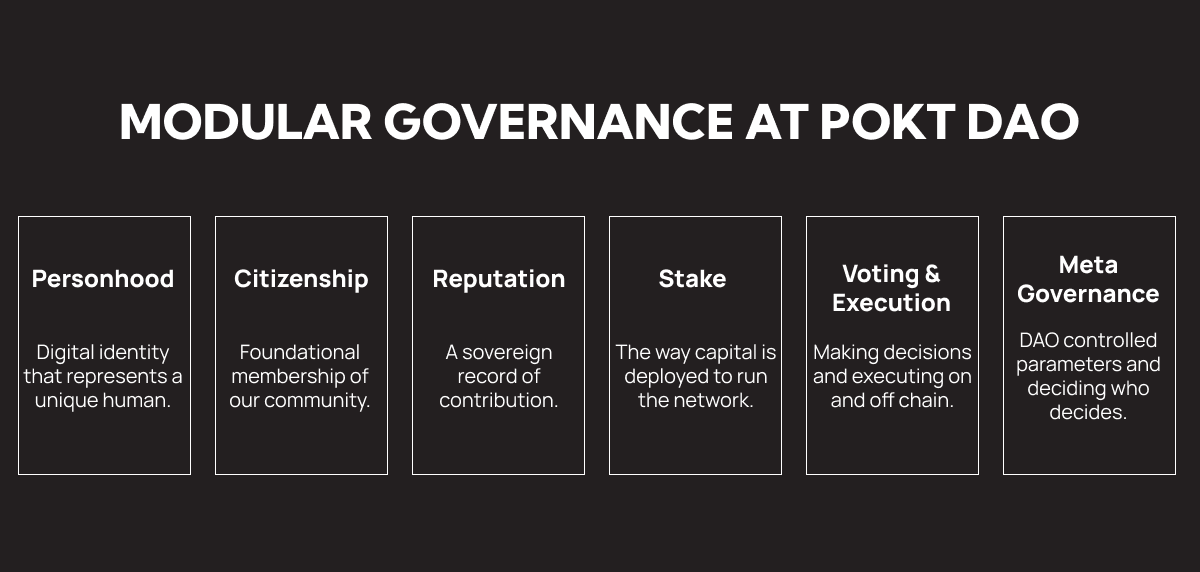 MODULAR GOVERNANCE AT POKT DAO
Personhood
Digital identity
that represents a
unique human.
Citizenship
Foundational
membership of
our community.
Reputation
A sovereign
record of
contribution.
Stake
The way capital is
deployed to run
the network.
Voting &
Execution
Making decisions
and executing on
and off chain.
Meta
Governance
DAO controlled
parameters and
deciding who
decides.